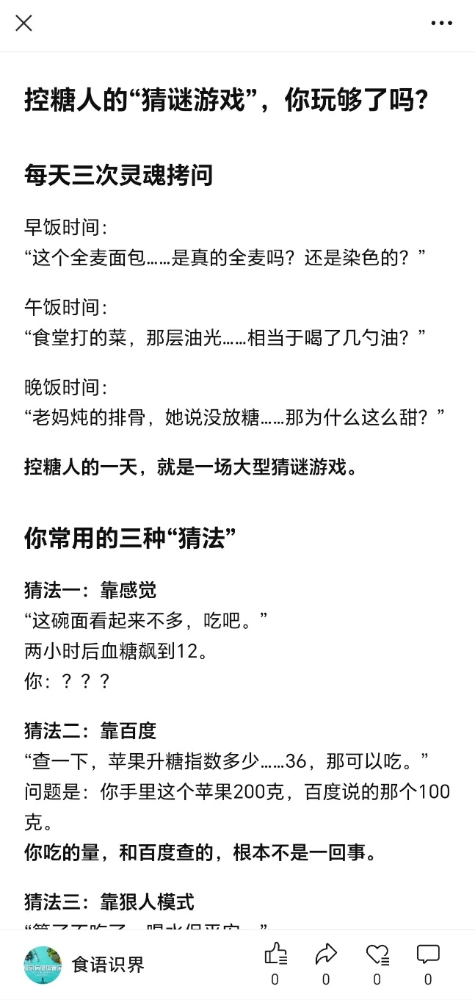 控糖人的“猜谜游戏”，你玩够了吗？
每天三次灵魂拷问
早饭时间：
“这个全麦面包……是真的全麦吗？还是染色的？”
午饭时间：
“食堂打的菜，那层油光……相当于喝了几勺油？”
晚饭时间：
“老妈炖的排骨，她说没放糖……那为什么这么甜？”
控糖人的一天，就是一场大型猜谜游戏。
你常用的三种“猜法”
猜法一：靠感觉
“这碗面看起来不多，吃吧。”
两小时后血糖飙到12。
你：？？？
猜法二：靠百度
“查一下，苹果升糖指数多少……36，那可以吃。”
问题是：你手里这个苹果200克，百度说的那个100
克。
你吃的量，和百度查的，根本不是一回事。
猜法三：靠狠人模式
食语识界
0 0 0 0